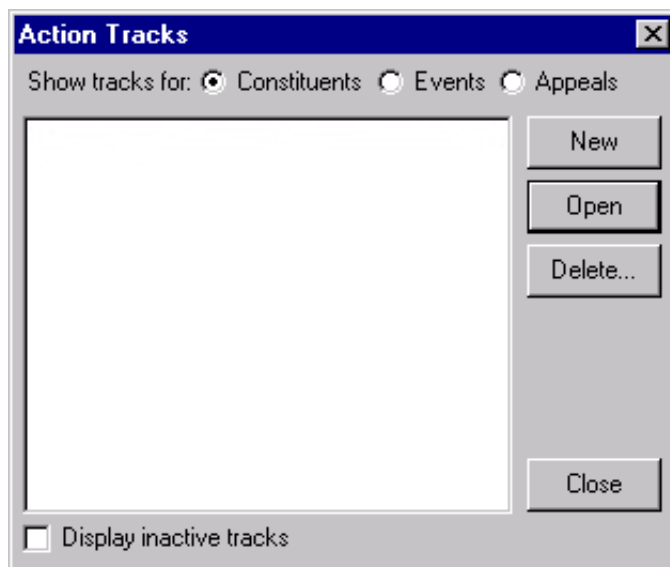 Action Tracks
Show tracks for: Constituents Events Appeals
New
Open
Delete...
Close
Display inactive tracks